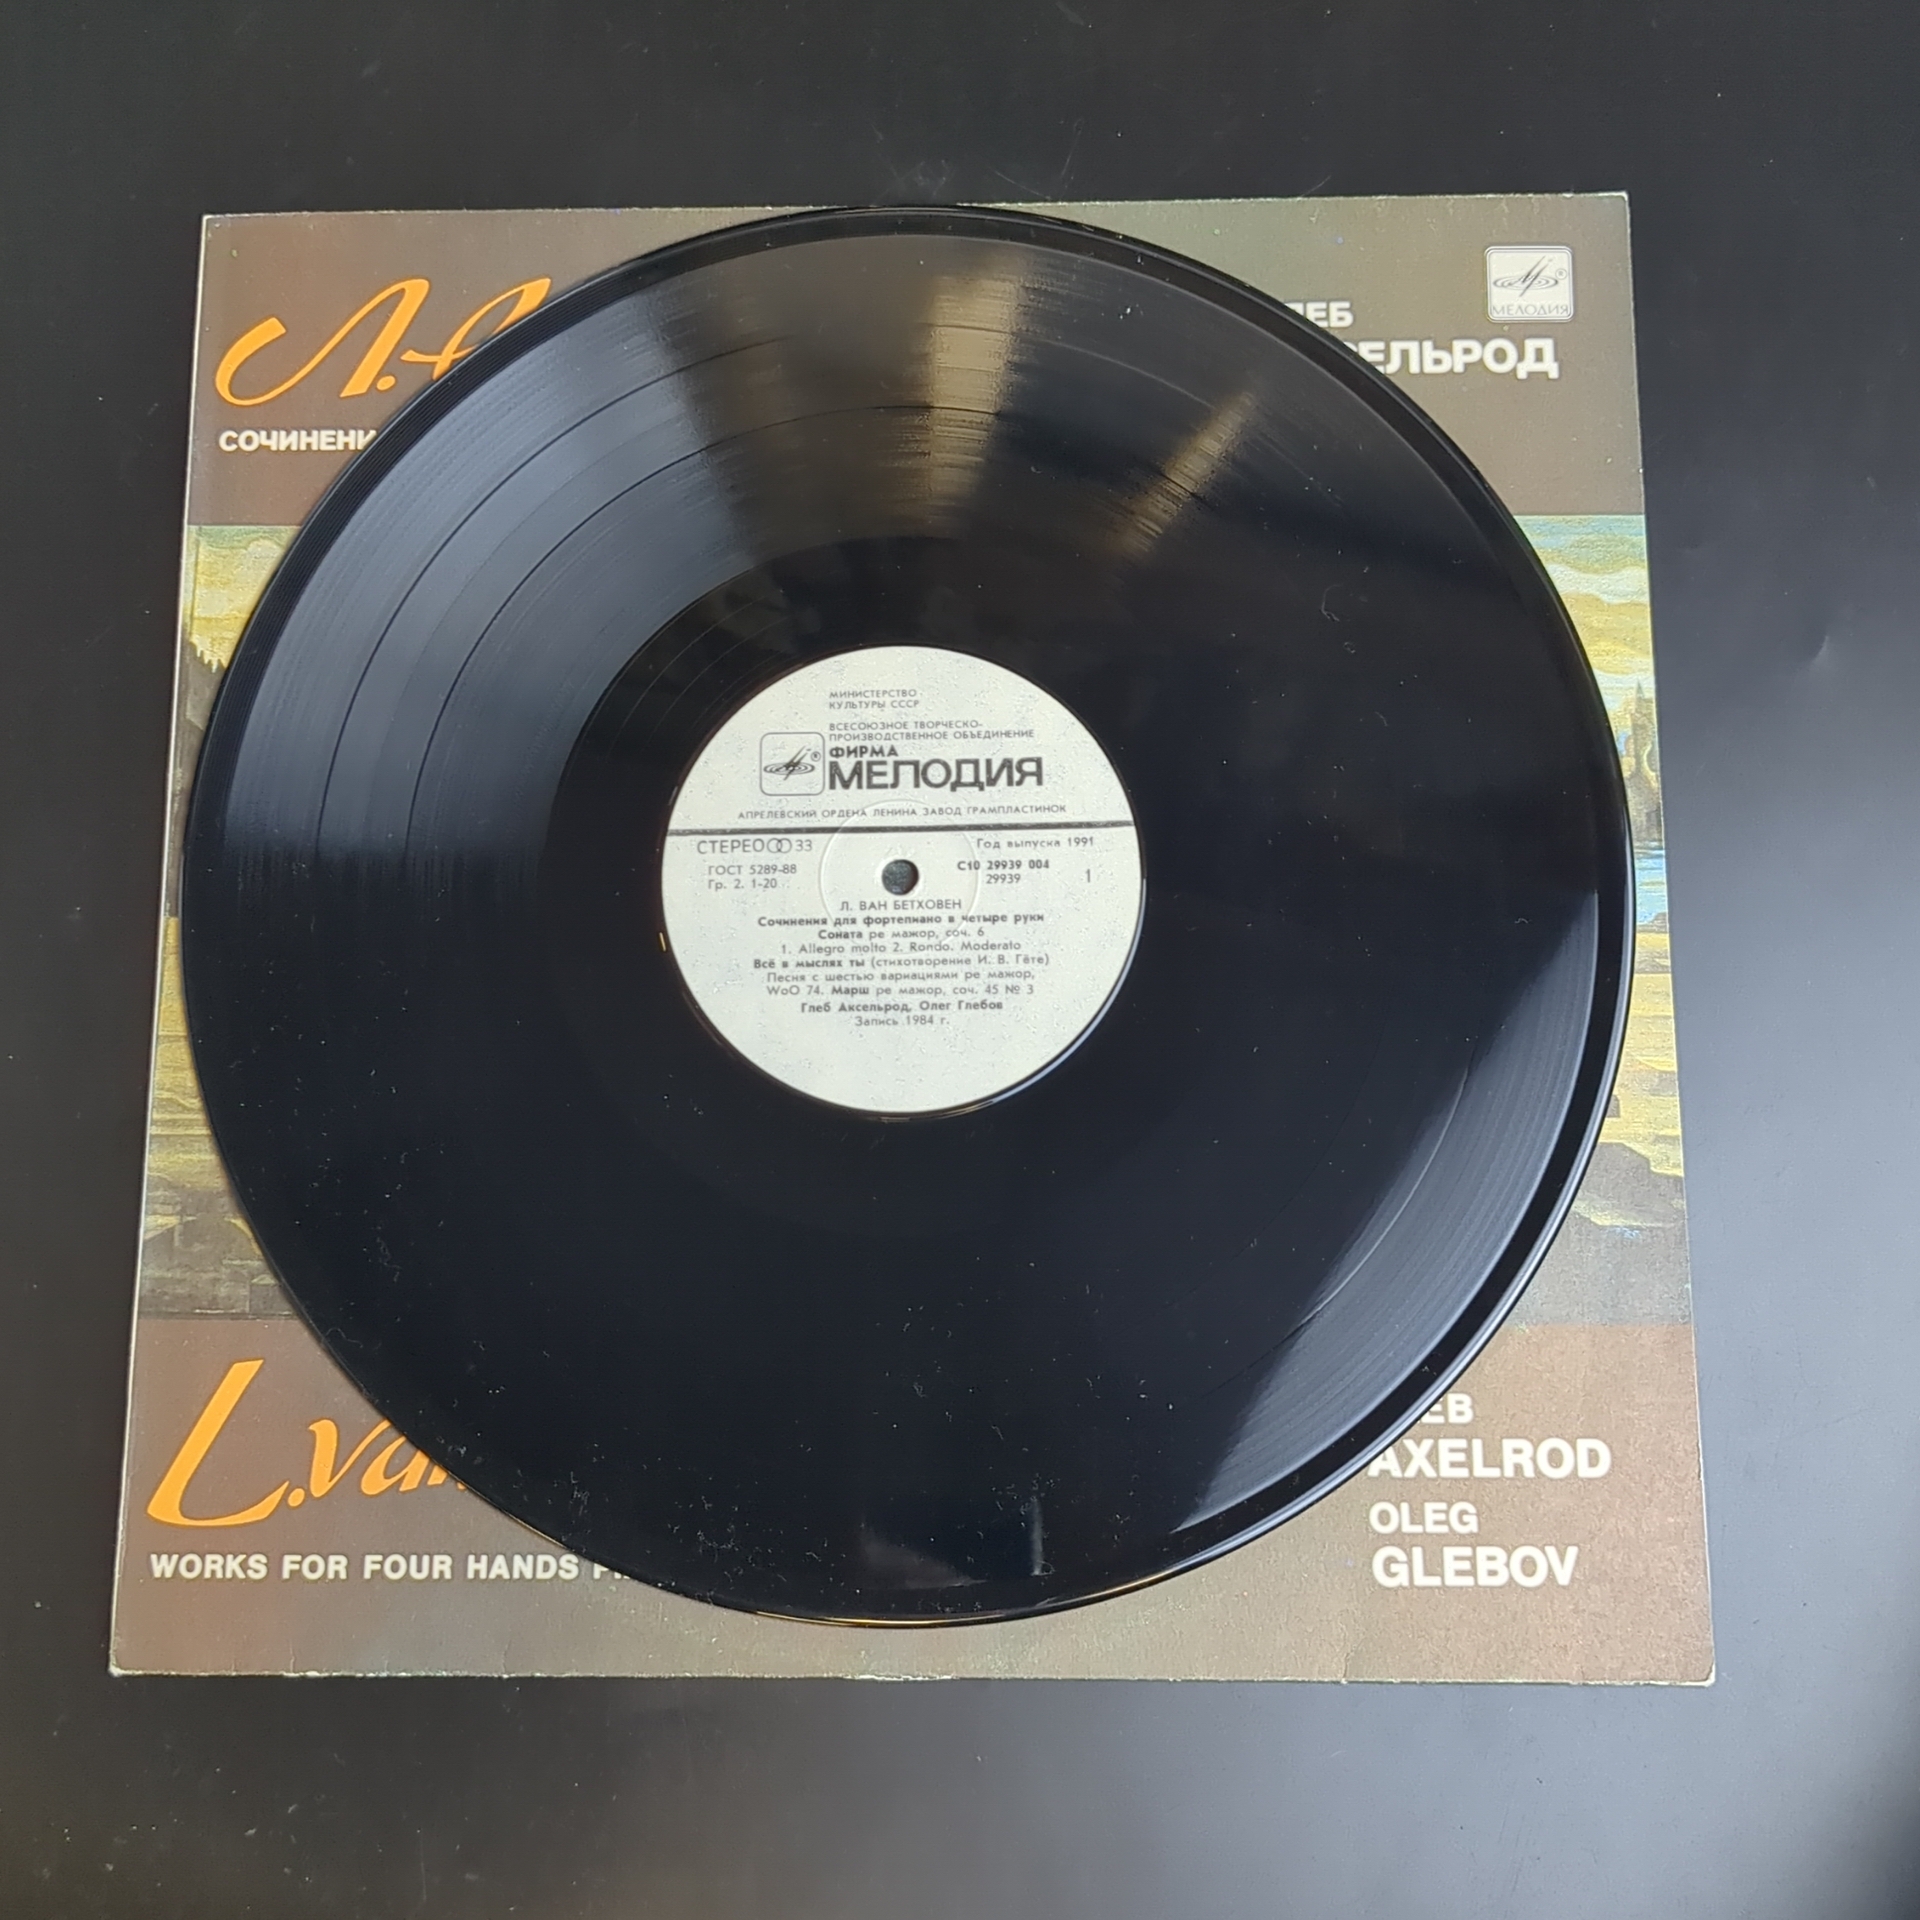 МЕЛОДИЯ
СОЧИНЕНИ
ЕЛЬРОД
МИНИСТЕРСТВО
КУЛЬТУРЫ СССР
ВСЕСОЮЗНОЕ ТВОРЧЕСКО-
ПРОИЗВОДСТВЕННОЕ ОБЪЕДИНЕНИЕ
ФИРМА
МЕЛОДИЯ
АПРЕЛЕВСКИЙ ОРДЕНА ЛЕНИНА ЗАВОД ГРАМПЛАСТИНОК
СТЕРЕО 33 Год выпуска 1991
ГОСТ 5289-88 С10 29939 004
Гр. 2. 1-20 29939 1
Л. ВАН БЕТХОВЕН
Сочинения для фортепиано в четыре руки
Соната ре мажор, соч. 6
1. Allegro molto 2. Rondo. Moderato
Всё в мыслях ты (стихотворение И. В. Гёте)
Песня с шестью вариациями ре мажор,
WoO 74. Марш ре мажор, соч. 45 № 3
Глеб Аксельрод, Олег Глебов
Запись 1984 г.
L.van
WORKS FOR FOUR HANDS
AXELROD
OLEG
GLEBOV